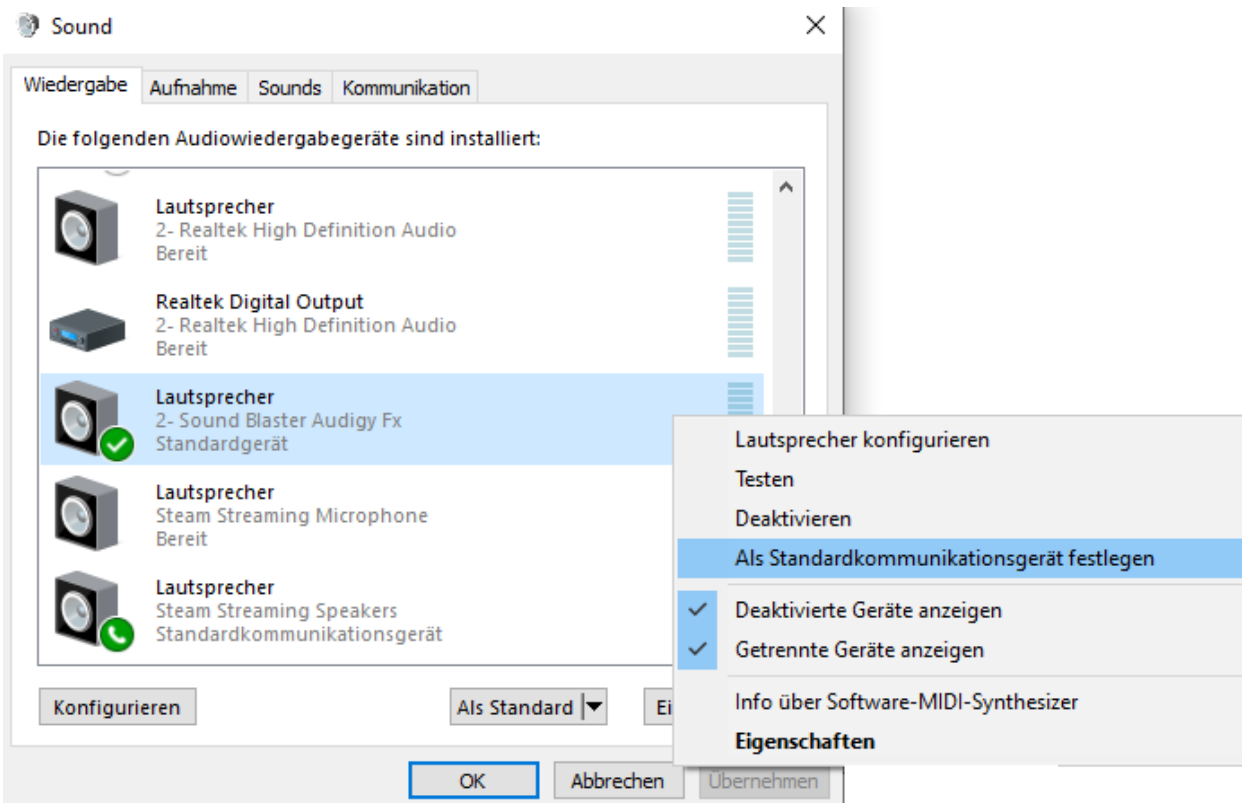 Sound
Wiedergabe Aufnahme Sounds Kommunikation
Die folgenden Audiowiedergabegeräte sind installiert:
Lautsprecher
2- Realtek High Definition Audio
Bereit
Realtek Digital Output
2- Realtek High Definition Audio
Bereit
Lautsprecher
2- Sound Blaster Audigy Fx
Standardgerät
Lautsprecher
Steam Streaming Microphone
Bereit
Lautsprecher
Steam Streaming Speakers
Standardkommunikationsgerät
Konfigurieren Als Standard Ei
OK Abbrechen Übernehmen
Lautsprecher konfigurieren
Testen
Deaktivieren
Als Standardkommunikationsgerät festlegen
Deaktivierte Geräte anzeigen
Getrennte Geräte anzeigen
Info über Software-MIDI-Synthesizer
Eigenschaften